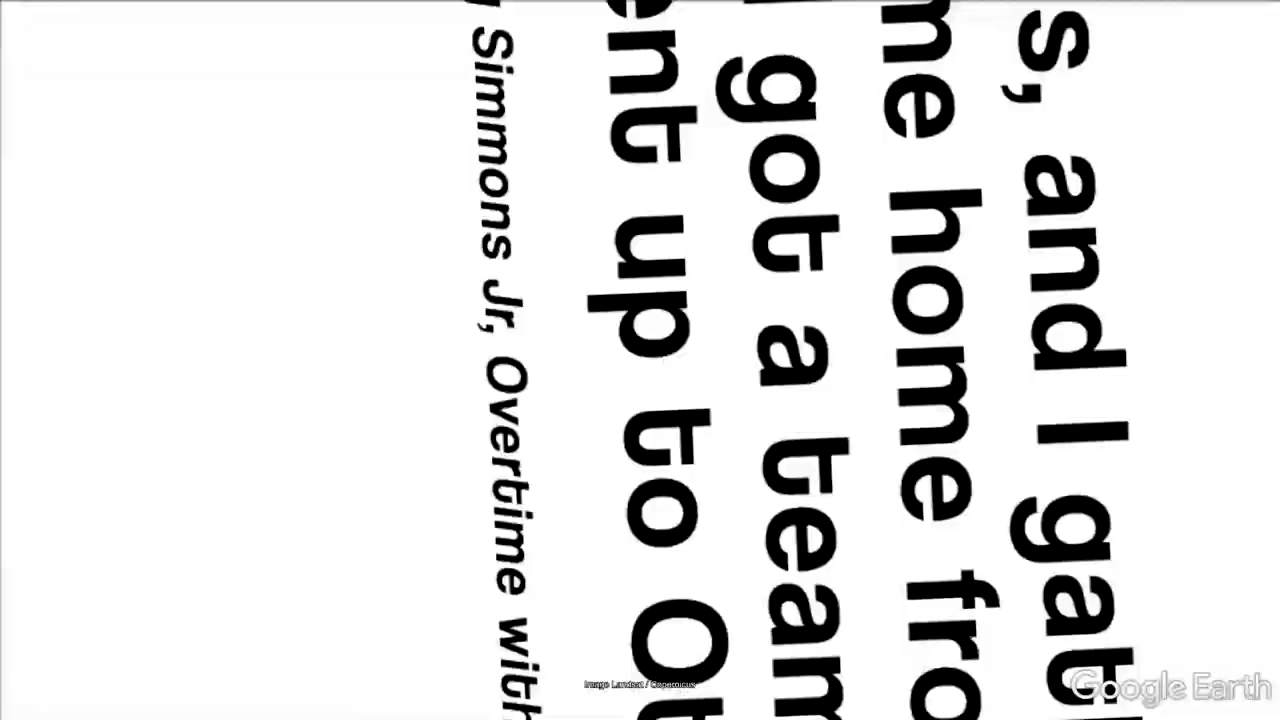 s, and I gat
me home fro
got a team
ent up to Ot
Simmons Jr, Overtime with
Image Landsat / Copernicus
Google Earth